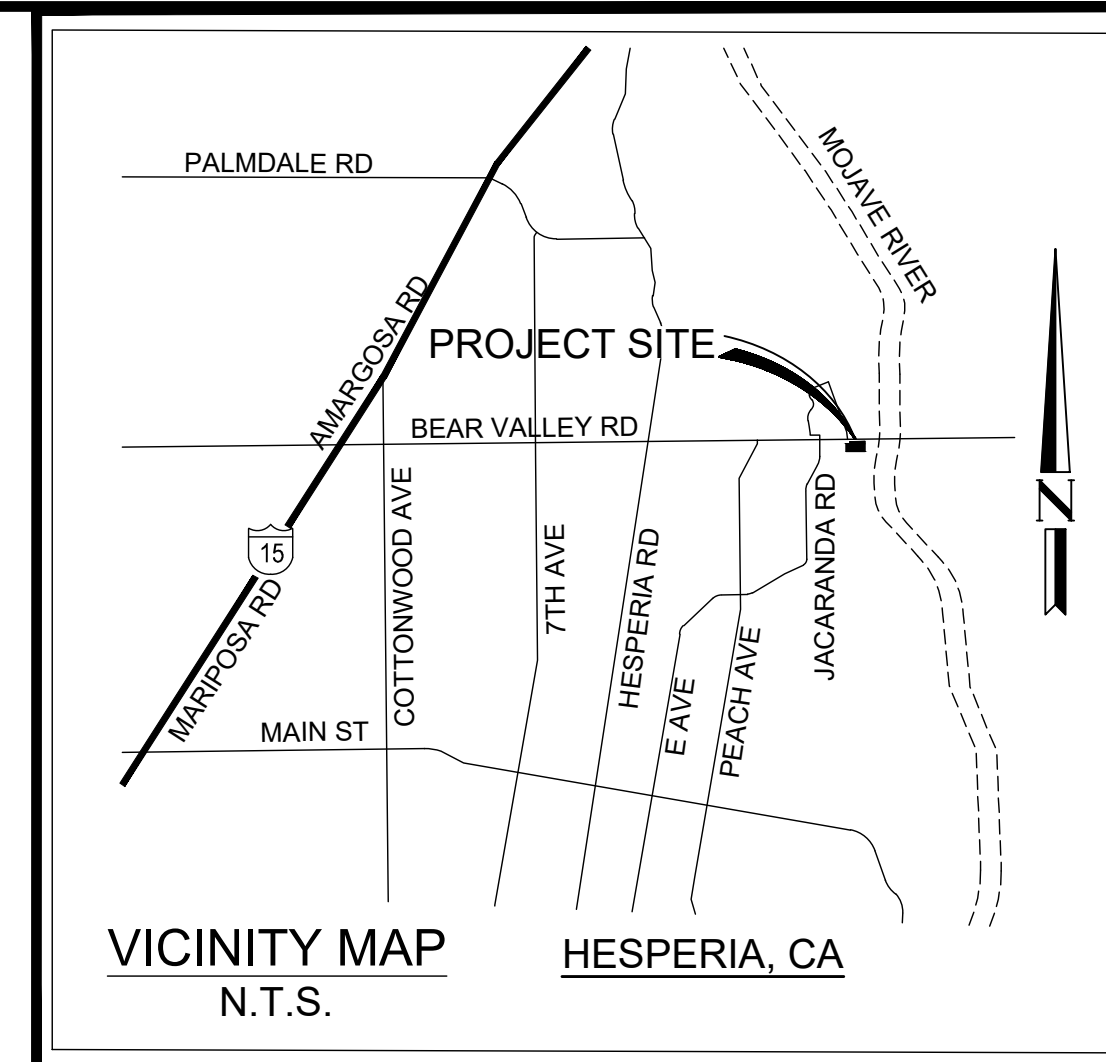 PALMDALE RD
MOJAVE RIVER
AMARGOSA RD
PROJECT SITE
BEAR VALLEY RD
COTTONWOOD AVE
7TH AVE
HESPERIA RD
JACARANDA RD
N
15
MARIPOSA RD
E AVE
PEACH AVE
MAIN ST
VICINITY MAP
N.T.S.
HESPERIA, CA